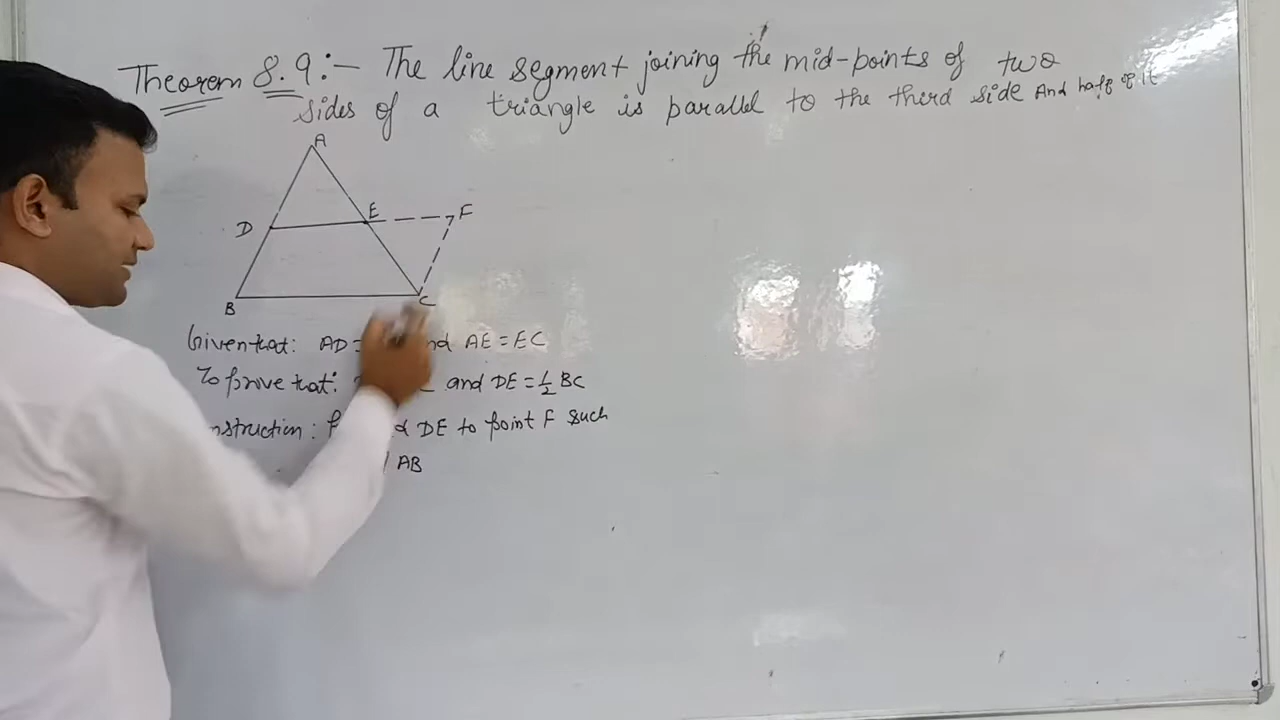 Theorem 8.9:- The line segment joining the mid-points of two
sides of a triangle is parallel to the third side And half of it
A
D E F
B C
Given that: AD= AE = EC
To prove that: and DE = 1/2 BC
DE to point F such
AB